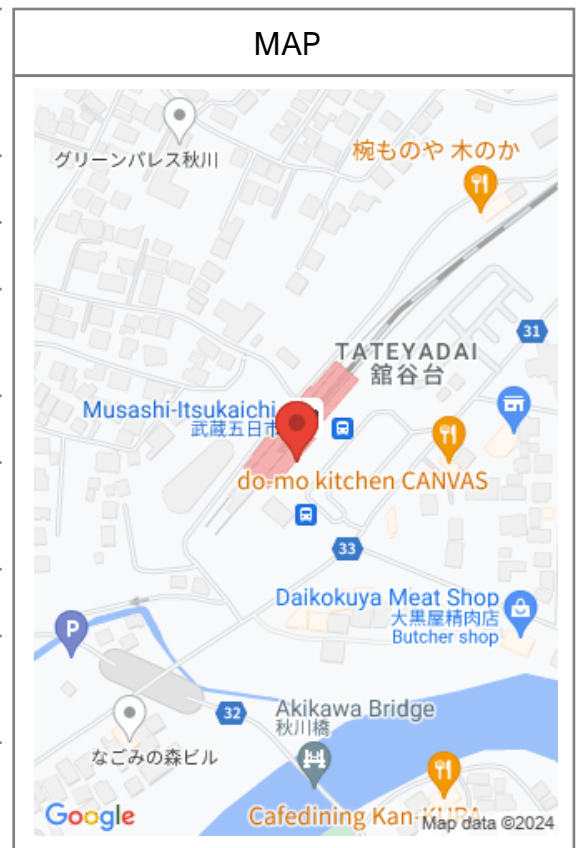 MAP
グリーンパレス秋川
椀ものや 木のか
31
TATEYADAI
舘谷台
Musashi-Itsukaichi
武蔵五日市
do-mo kitchen CANVAS
33
Daikokuya Meat Shop
大黒屋精肉店
Butcher shop
P
32
Akikawa Bridge
秋川橋
なごみの森ビル
Cafedining Kan-KURA
Google
Map data ©2024